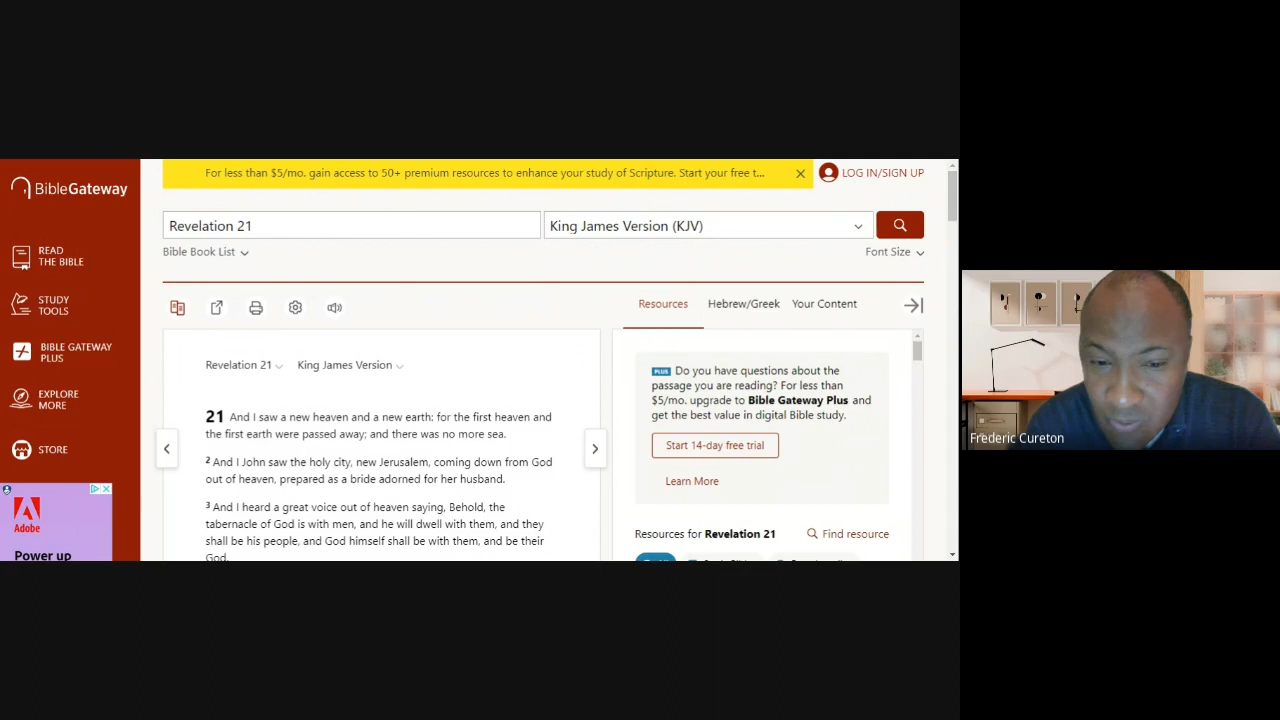 For less than $5/mo. gain access to 50+ premium resources to enhance your study of Scripture. Start your free t...
LOG IN/SIGN UP
BibleGateway
Revelation 21
King James Version (KJV)
Bible Book List
Font Size
READ
THE BIBLE
STUDY
TOOLS
BIBLE GATEWAY
PLUS
EXPLORE
MORE
STORE
Adobe
Power up
Resources
Hebrew/Greek
Your Content
Revelation 21
King James Version
21 And I saw a new heaven and a new earth: for the first heaven and
the first earth were passed away; and there was no more sea.
2 And I John saw the holy city, new Jerusalem, coming down from God
out of heaven, prepared as a bride adorned for her husband.
3 And I heard a great voice out of heaven saying, Behold, the
tabernacle of God is with men, and he will dwell with them, and they
shall be his people, and God himself shall be with them, and be their
God.
PLUS Do you have questions about the
passage you are reading? For less than
$5/mo. upgrade to Bible Gateway Plus and
get the best value in digital Bible study.
Start 14-day free trial
Learn More
Resources for Revelation 21
Find resource
Frederic Cureton